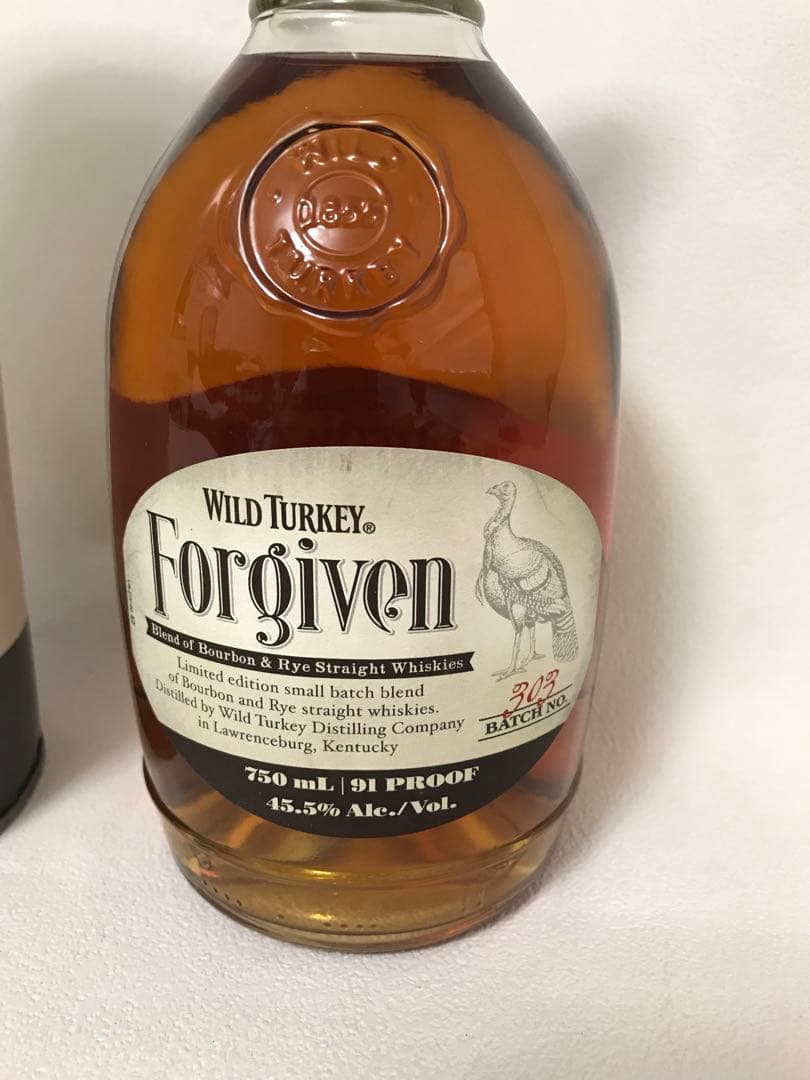 WILD
TURKEY
WILD TURKEY®
Forgiven
Blend of Bourbon & Rye Straight Whiskies
Limited edition small batch blend
of Bourbon and Rye straight whiskies.
Distilled by Wild Turkey Distilling Company
in Lawrenceburg, Kentucky
303
BATCH NO.
750 mL | 91 PROOF
45.5% Alc./Vol.